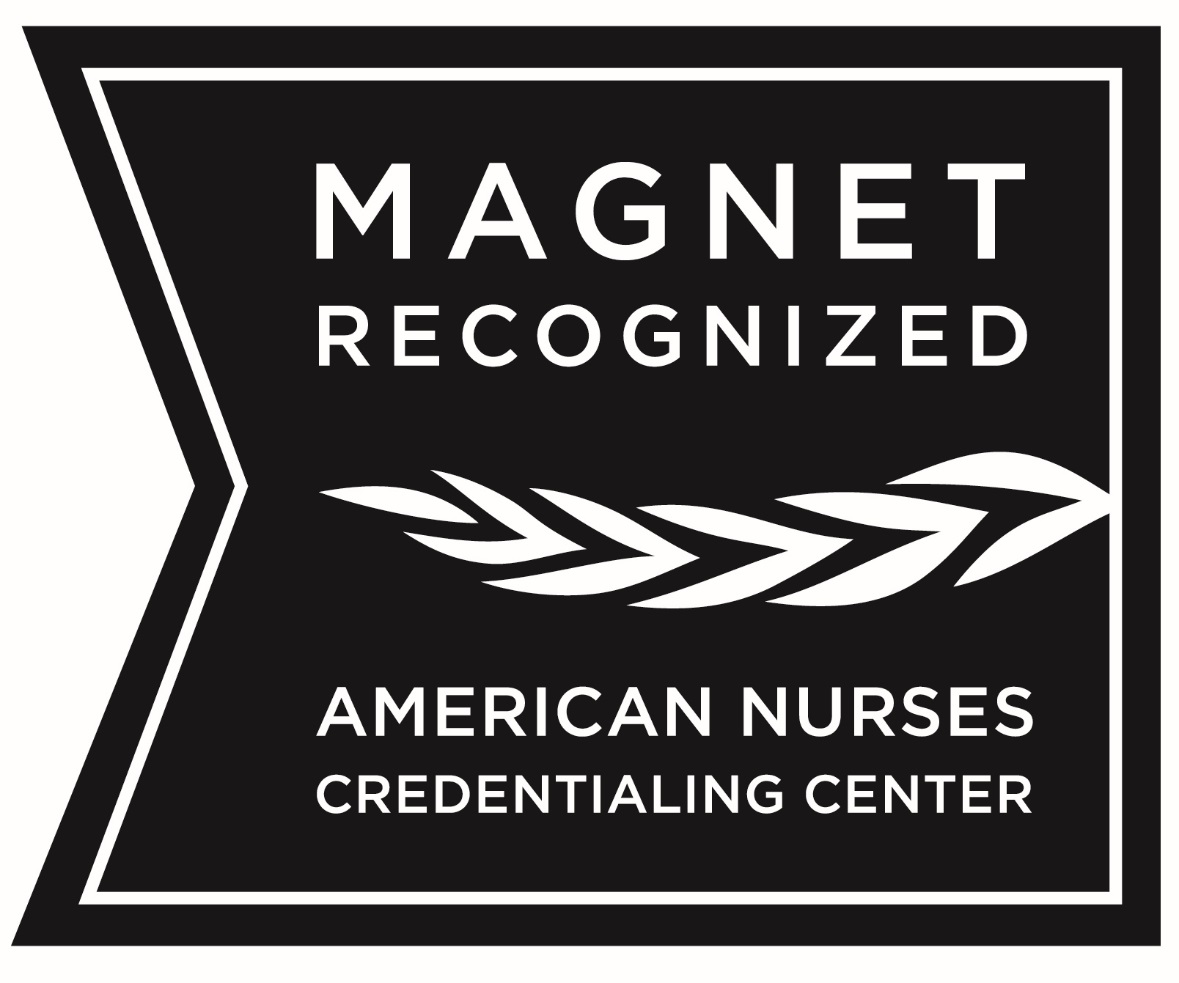 MAGNET
RECOGNIZED
AMERICAN NURSES
CREDENTIALING CENTER